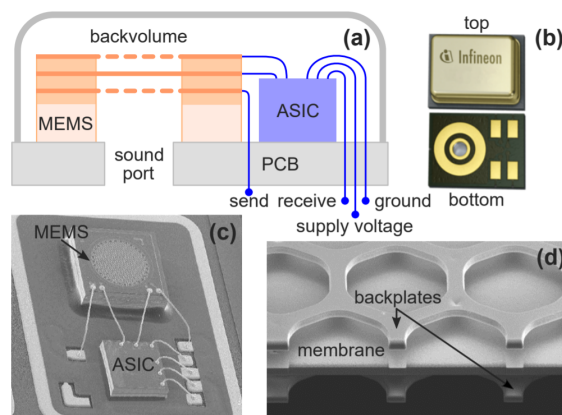 backvolume
(a)
MEMS
ASIC
sound
port
PCB
send receive ground
supply voltage
top
(b)
Infineon
bottom
(c)
MEMS
ASIC
(d)
backplates
membrane